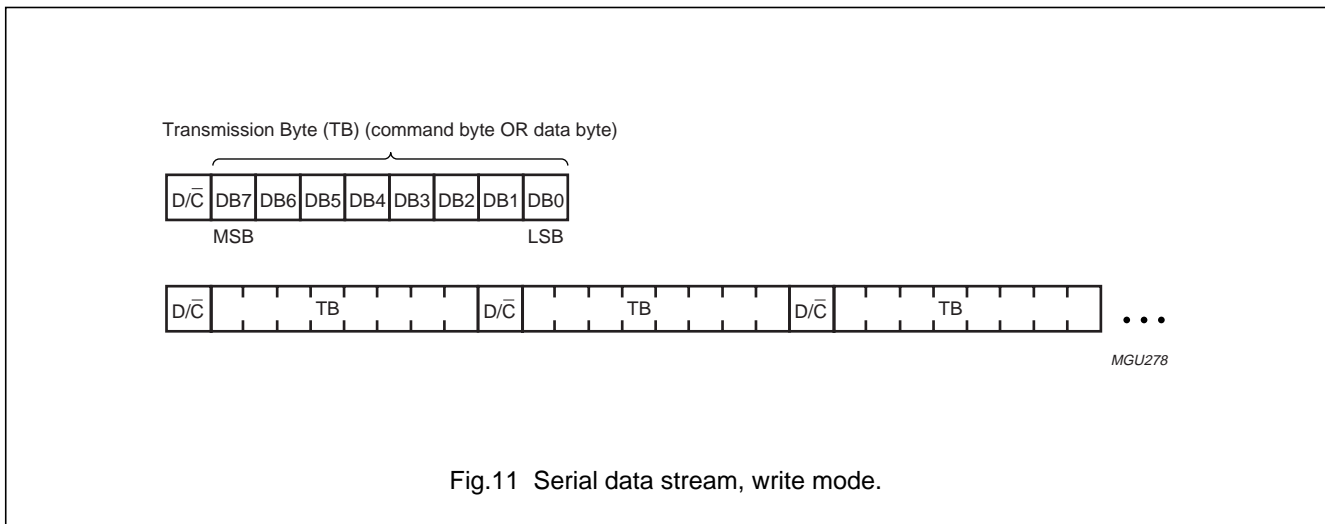 Transmission Byte (TB) (command byte OR data byte)
D/C̅ DB7 DB6 DB5 DB4 DB3 DB2 DB1 DB0
MSB LSB
D/C̅ TB D/C̅ TB D/C̅ TB ...
MGU278
Fig.11 Serial data stream, write mode.